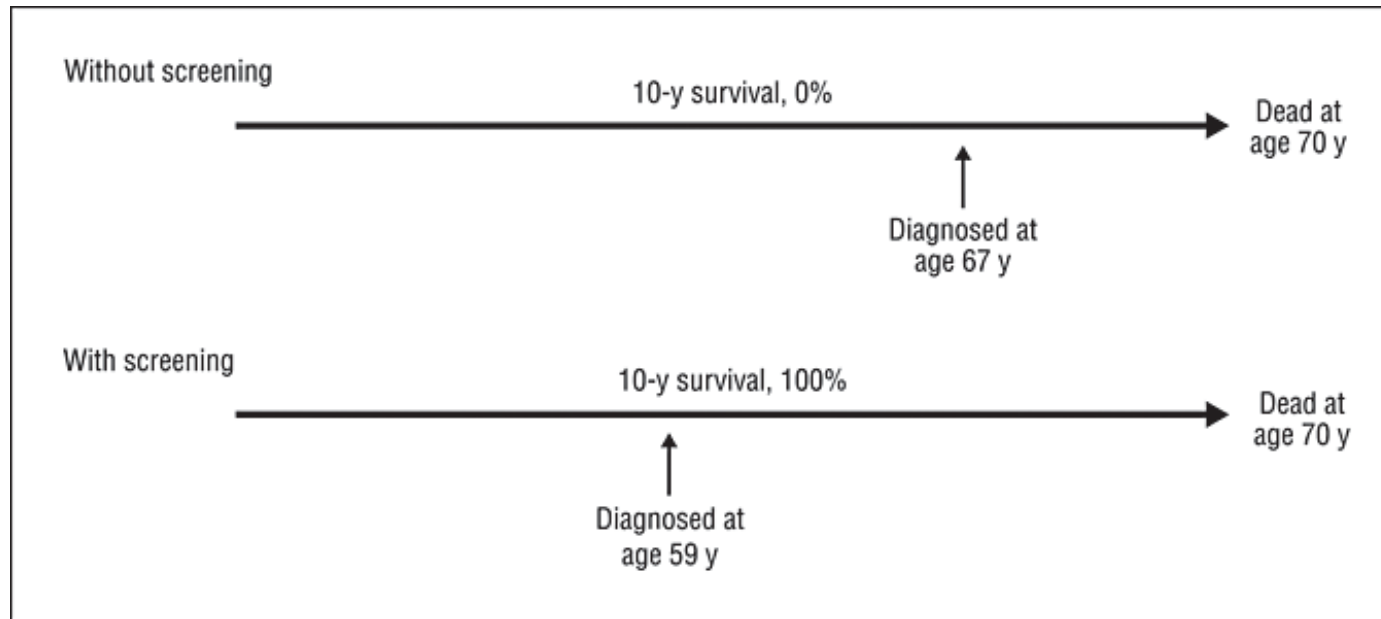 Without screening
10-y survival, 0%
Dead at
age 70 y
Diagnosed at
age 67 y
With screening
10-y survival, 100%
Dead at
age 70 y
Diagnosed at
age 59 y